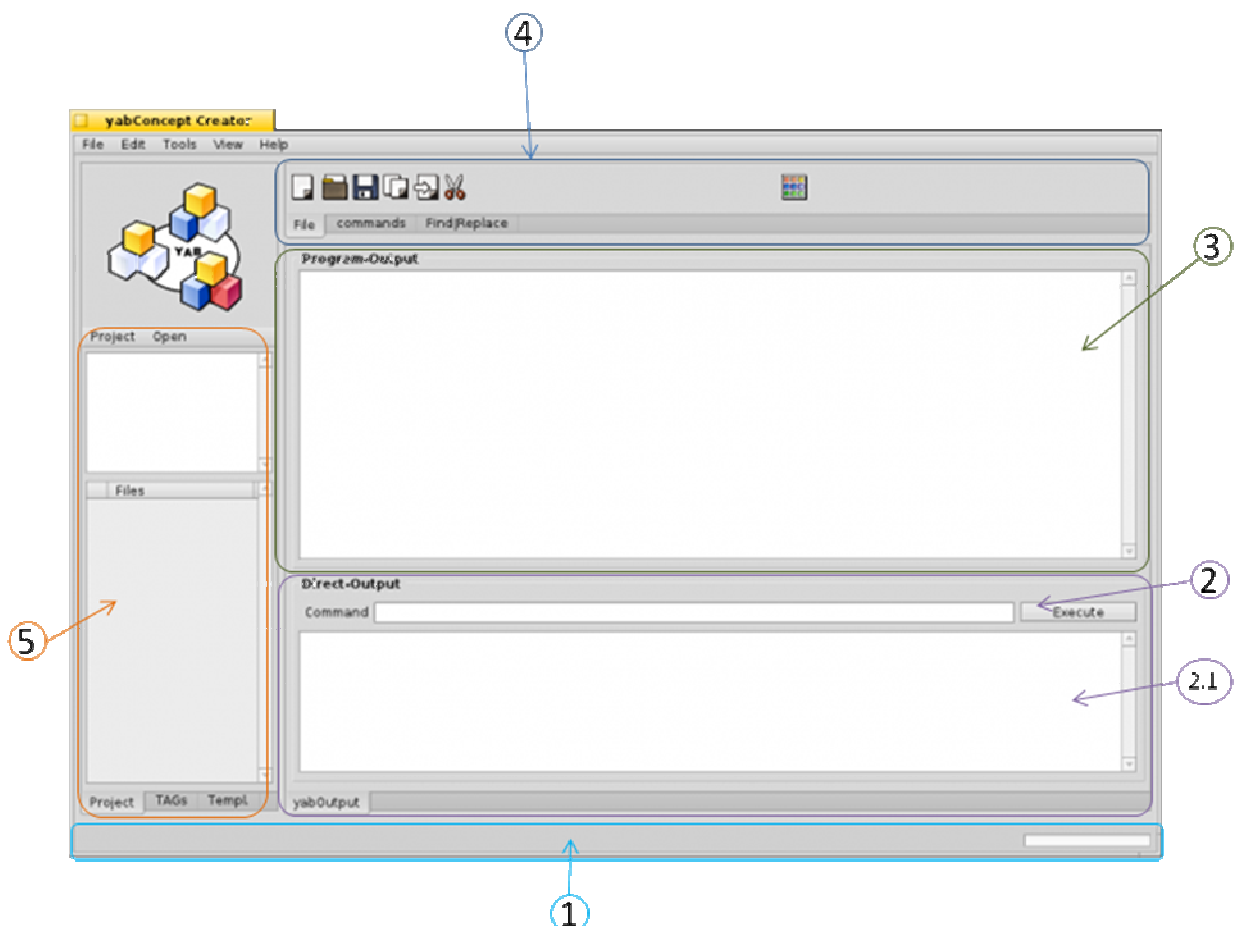 4
yabConcept Creator
File Edit Tools View Help
YAB
File commands Find/Replace
3
Program-Output
Project Open
Files
Direct-Output
2
Command Execute
5
2.1
Project TAGs Templ.
yabOutput
1